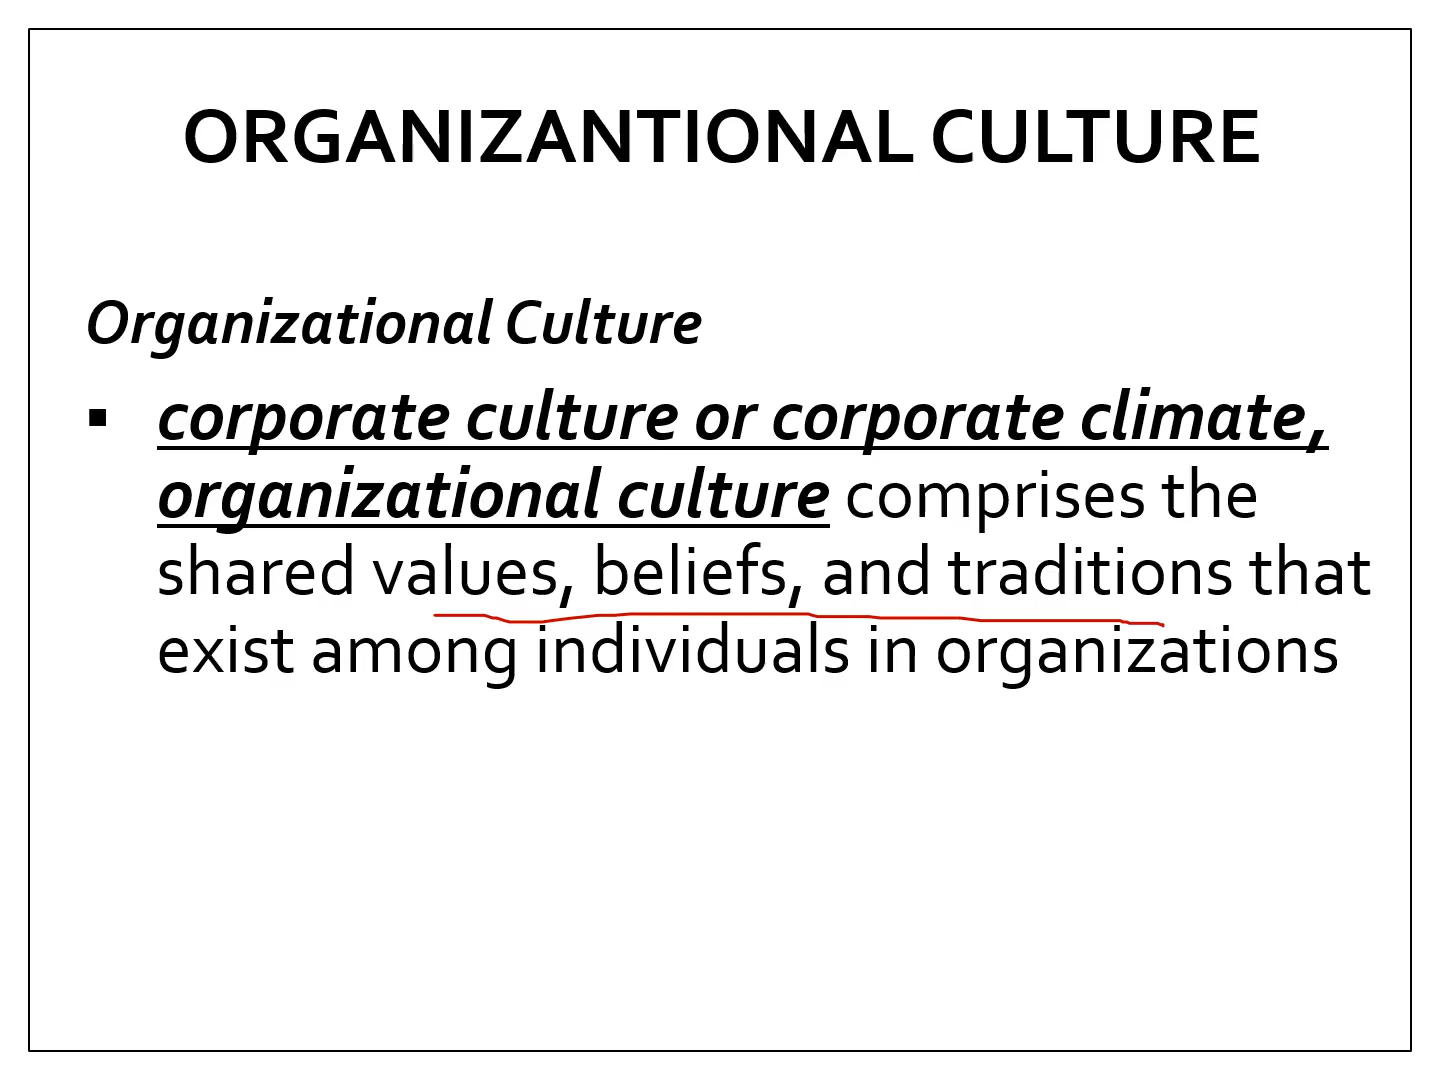 ORGANIZANTIONAL CULTURE
Organizational Culture
▪ corporate culture or corporate climate,
organizational culture comprises the
shared values, beliefs, and traditions that
exist among individuals in organizations